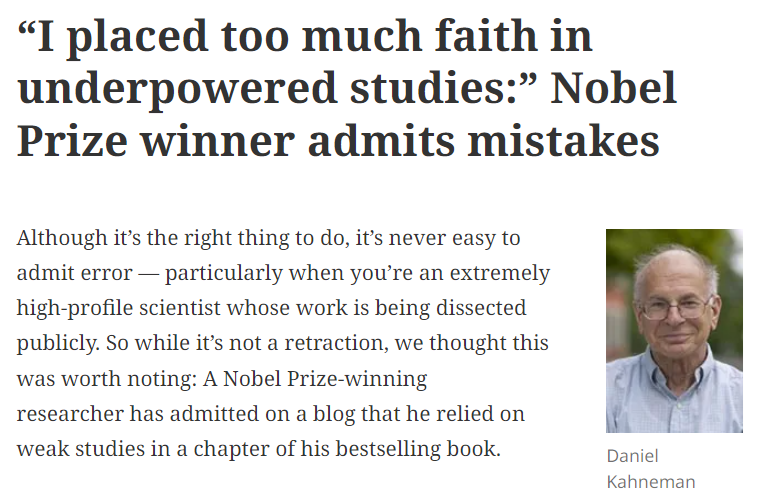 “I placed too much faith in
underpowered studies:” Nobel
Prize winner admits mistakes
Although it’s the right thing to do, it’s never easy to
admit error — particularly when you’re an extremely
high-profile scientist whose work is being dissected
publicly. So while it’s not a retraction, we thought this
was worth noting: A Nobel Prize-winning
researcher has admitted on a blog that he relied on
weak studies in a chapter of his bestselling book.
Daniel
Kahneman